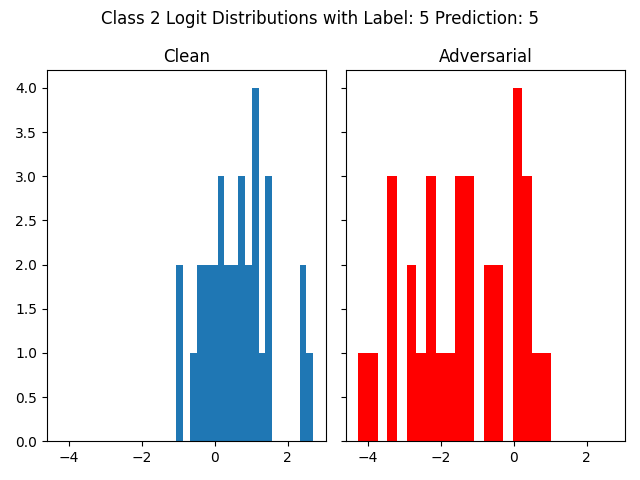 Class 2 Logit Distributions with Label: 5 Prediction: 5
Clean
Adversarial
4.0
3.5
3.0
2.5
2.0
1.5
1.0
0.5
0.0
−4 −2 0 2
−4 −2 0 2